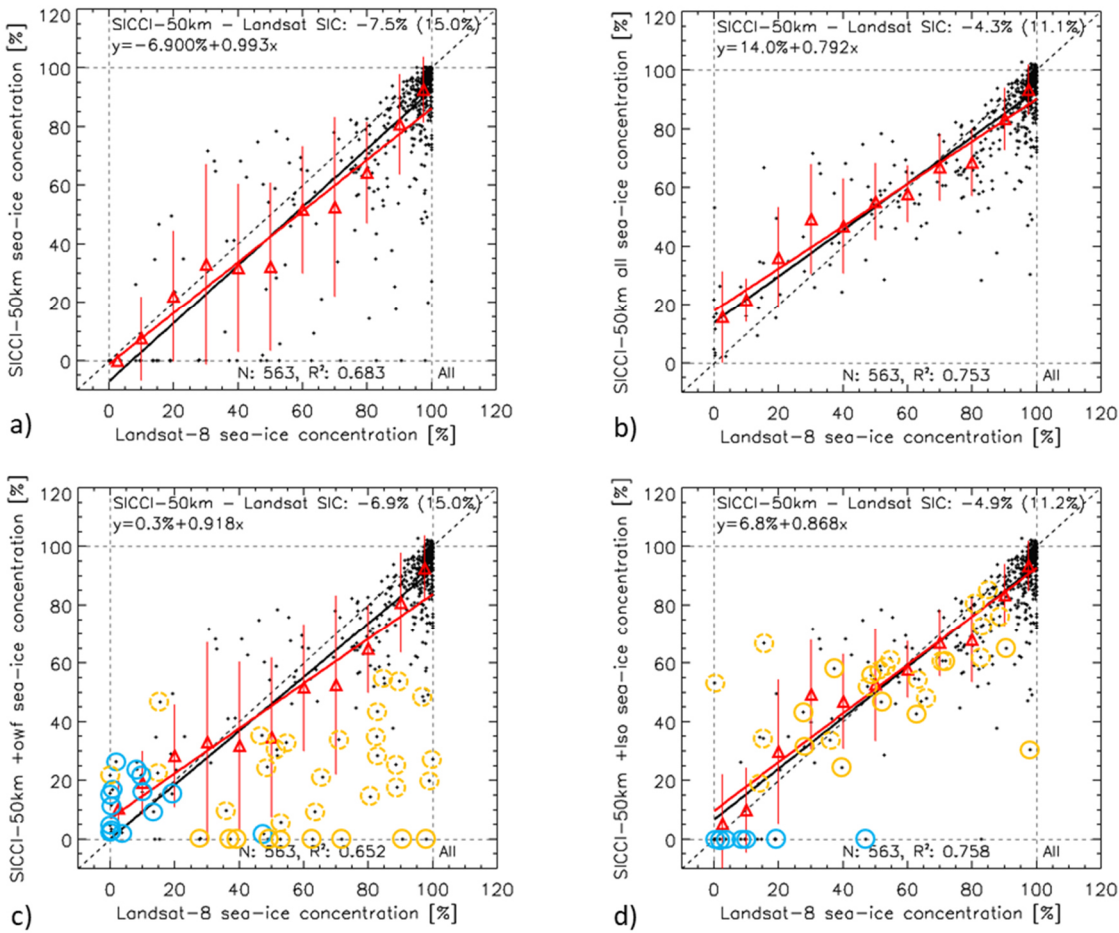 SICCI-50km – Landsat SIC: -7.5% (15.0%)
y=-6.900%+0.993x
SICCI-50km sea-ice concentration [%]
120
100
80
60
40
20
0
N: 563, R²: 0.683 All
0 20 40 60 80 100 120
Landsat-8 sea-ice concentration [%]
a)
SICCI-50km – Landsat SIC: -4.3% (11.1%)
y=14.0%+0.792x
SICCI-50km all sea-ice concentration [%]
120
100
80
60
40
20
0
N: 563, R²: 0.753 All
0 20 40 60 80 100 120
Landsat-8 sea-ice concentration [%]
b)
SICCI-50km – Landsat SIC: -6.9% (15.0%)
y=0.3%+0.918x
SICCI-50km +owf sea-ice concentration [%]
120
100
80
60
40
20
0
N: 563, R²: 0.652 All
0 20 40 60 80 100 120
Landsat-8 sea-ice concentration [%]
c)
SICCI-50km – Landsat SIC: -4.9% (11.2%)
y=6.8%+0.868x
SICCI-50km +lso sea-ice concentration [%]
120
100
80
60
40
20
0
N: 563, R²: 0.758 All
0 20 40 60 80 100 120
Landsat-8 sea-ice concentration [%]
d)